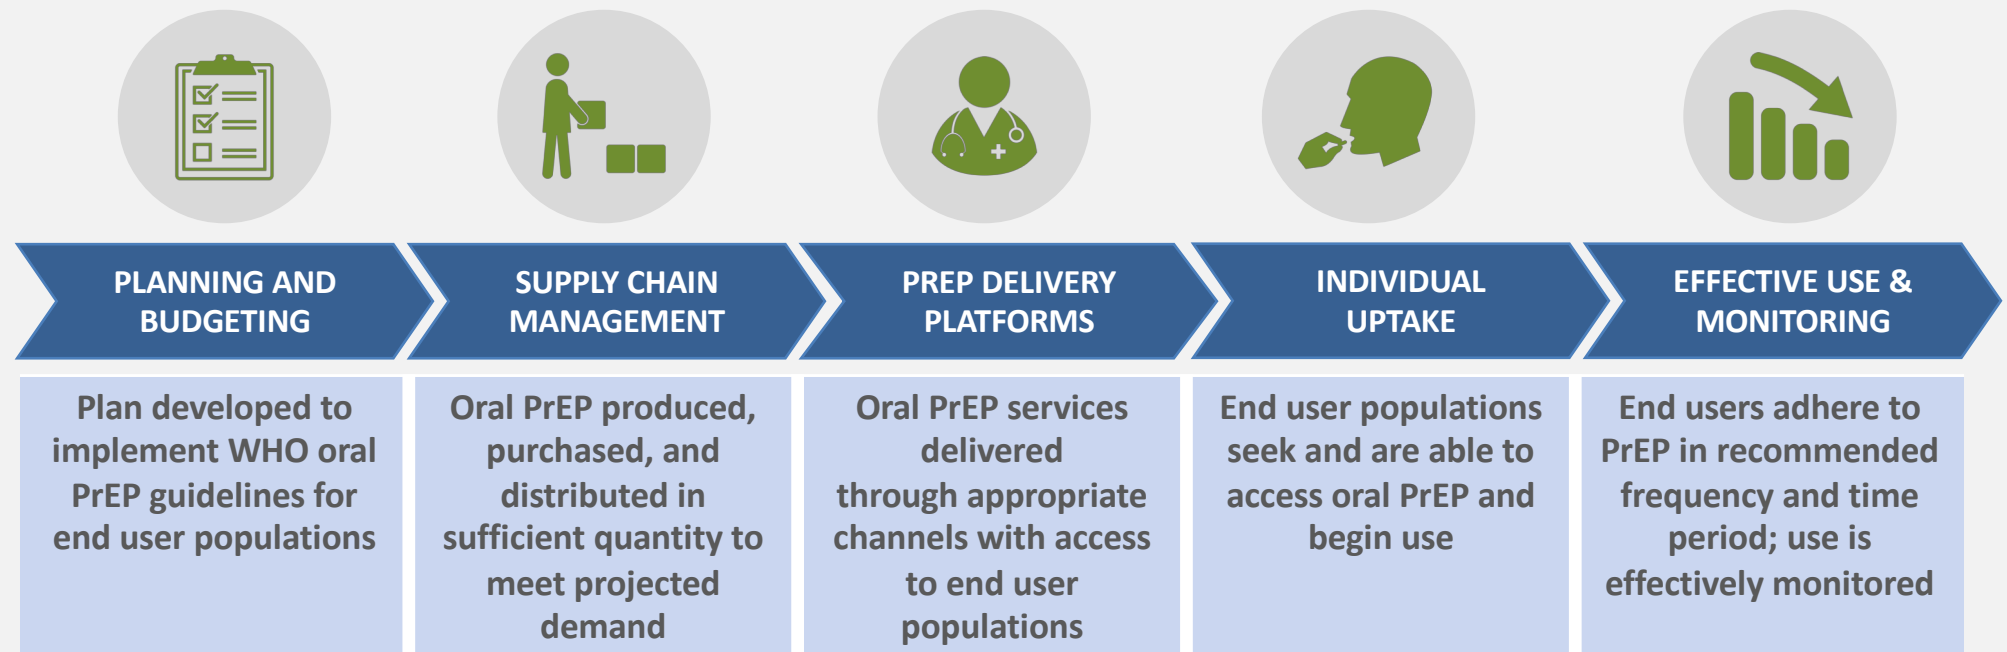 PLANNING AND
BUDGETING
SUPPLY CHAIN
MANAGEMENT
PREP DELIVERY
PLATFORMS
INDIVIDUAL
UPTAKE
EFFECTIVE USE &
MONITORING
Plan developed to
implement WHO oral
PrEP guidelines for
end user populations
Oral PrEP produced,
purchased, and
distributed in
sufficient quantity to
meet projected
demand
Oral PrEP services
delivered
through appropriate
channels with access
to end user
populations
End user populations
seek and are able to
access oral PrEP and
begin use
End users adhere to
PrEP in recommended
frequency and time
period; use is
effectively monitored